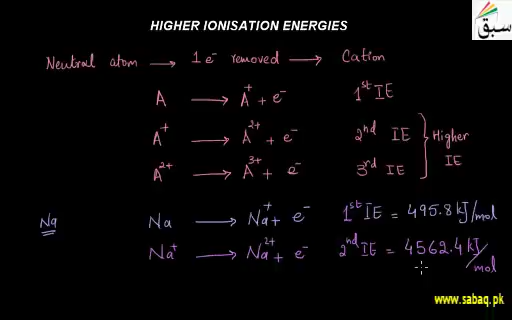 HIGHER IONISATION ENERGIES
سبق
Neutral atom → 1e⁻ removed → Cation
A → A⁺ + e⁻ 1ˢᵗ IE
A⁺ → A²⁺ + e⁻ 2ⁿᵈ IE
A²⁺ → A³⁺ + e⁻ 3ʳᵈ IE
Higher
IE
Na
Na → Na⁺ + e⁻ 1ˢᵗ IE = 495.8 kJ/mol
Na⁺ → Na²⁺ + e⁻ 2ⁿᵈ IE = 4562.4 kJ/mol
www.sabaq.pk